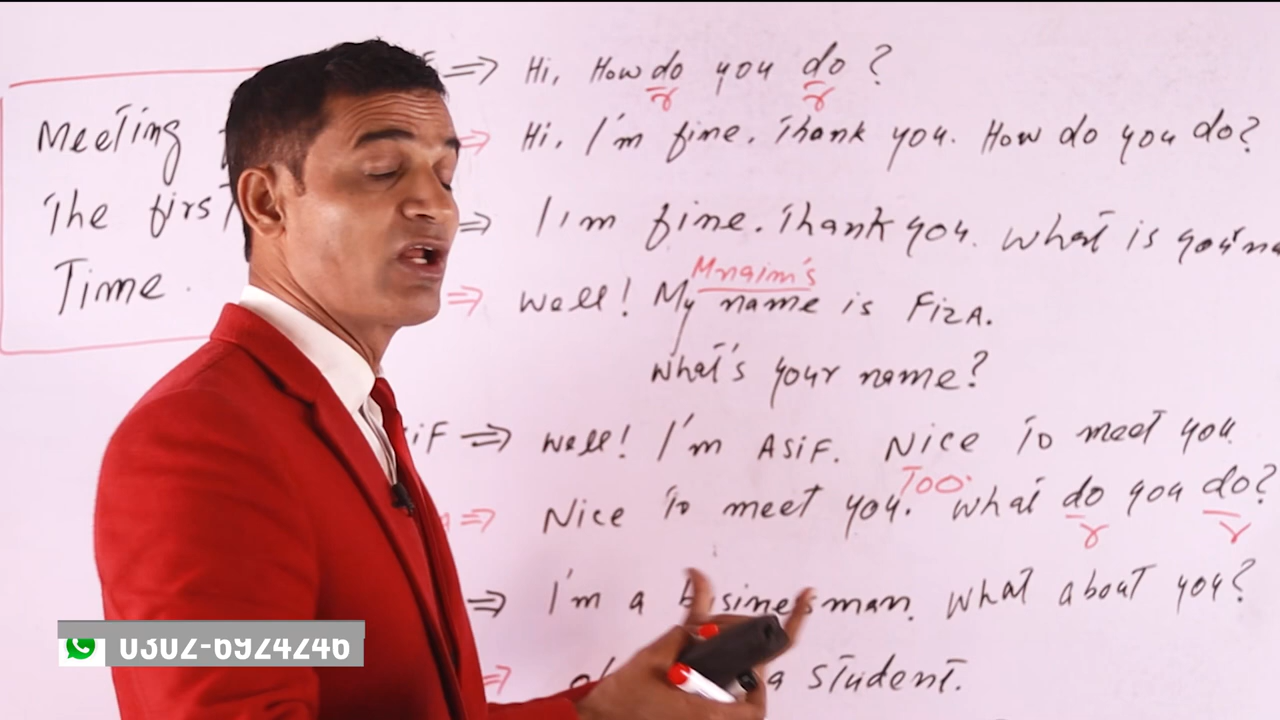 ⇒ Hi, How do you do?
Meeting
⇒ Hi. I'm fine. Thank you. How do you do?
The first
⇒ I'm fine. Thank you. What is your
Mnaim's
Time.
⇒ Well! My name is FizA.
What's your name?
iF ⇒ Well! I'm ASiF. Nice To meet you.
Too.
⇒ Nice To meet you. What do you do?
⇒ I'm a businessman. What about you?
0302-6924246
⇒ a student.